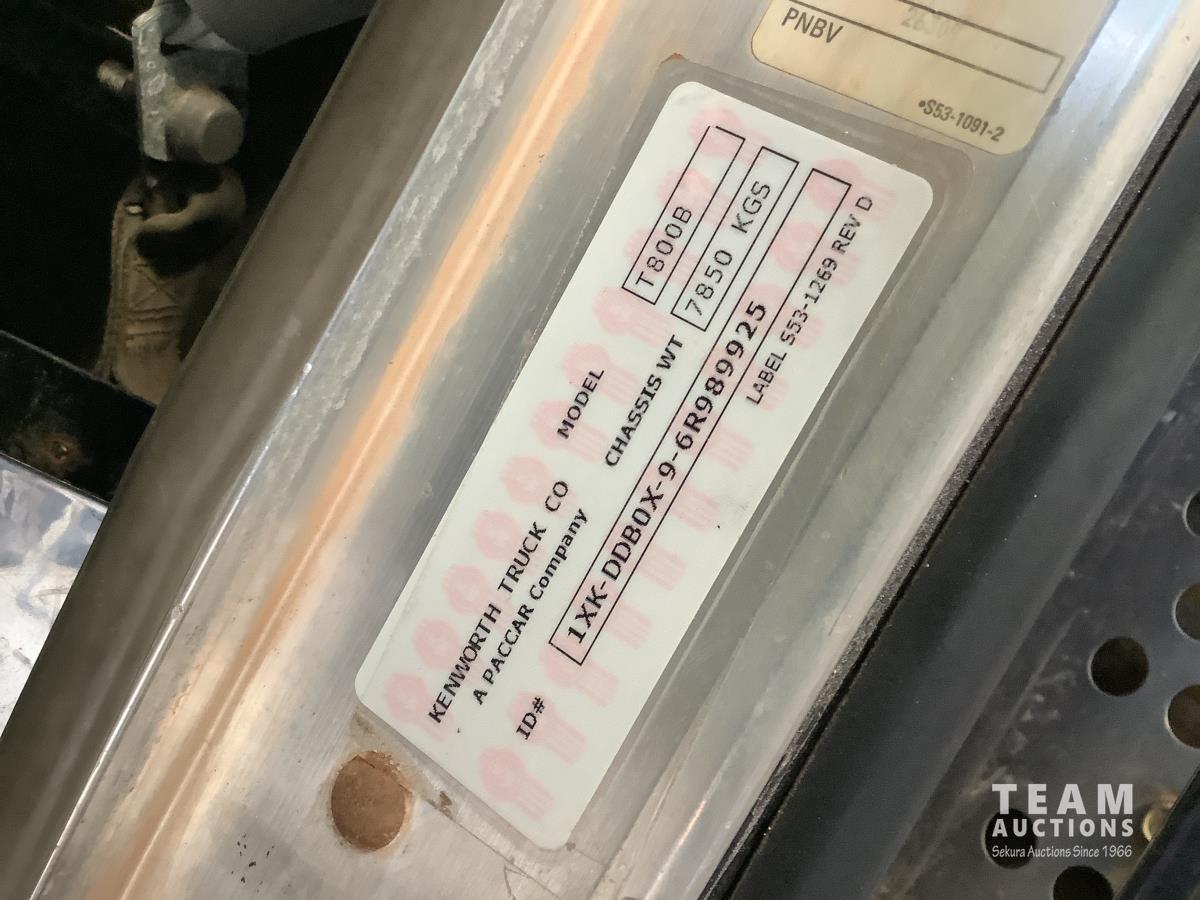 PNBV
•S53-1091-2
KENWORTH TRUCK CO
A PACCAR Company
MODEL T800B
CHASSIS WT 7850 KGS
ID# 1XK-DDB0X-9-6R989925
LABEL S53-1269 REV D
TEAM
AUCTIONS
Sekura Auctions Since 1966